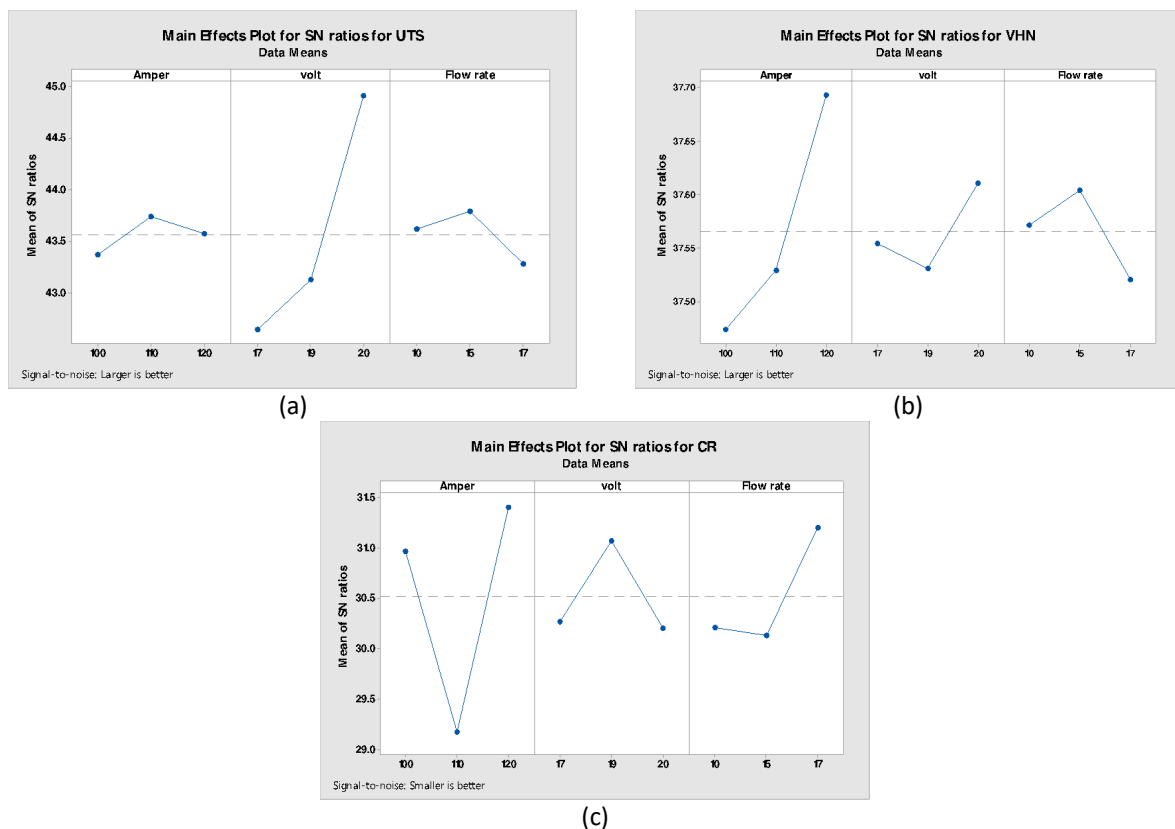 Main Effects Plot for SN ratios for UTS
Data Means
Amper volt Flow rate
45.0
44.5
44.0
43.5
43.0
Mean of SN ratios
100 110 120 17 19 20 10 15 17
Signal-to-noise: Larger is better
(a)
Main Effects Plot for SN ratios for VHN
Data Means
Amper volt Flow rate
37.70
37.65
37.60
37.55
37.50
Mean of SN ratios
100 110 120 17 19 20 10 15 17
Signal-to-noise: Larger is better
(b)
Main Effects Plot for SN ratios for CR
Data Means
Amper volt Flow rate
31.5
31.0
30.5
30.0
29.5
29.0
Mean of SN ratios
100 110 120 17 19 20 10 15 17
Signal-to-noise: Smaller is better
(c)